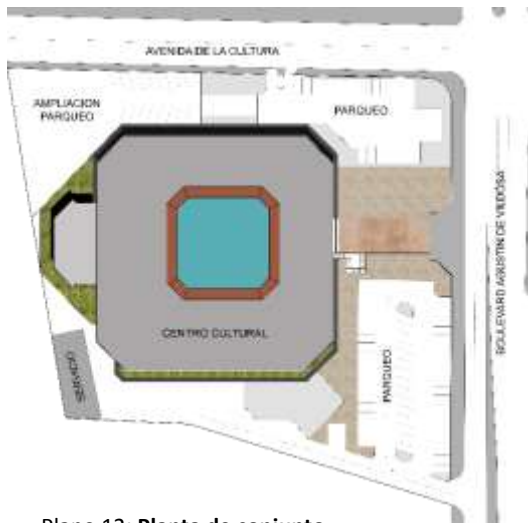 AVENIDA DE LA CULTURA
AMPLIACION
PARQUEO
PARQUEO
BOULEVARD AGUSTIN DE VILDÓSA
CENTRO CULTURAL
PARQUEO
SERVICIO
Plano 12: Planta de conjunto